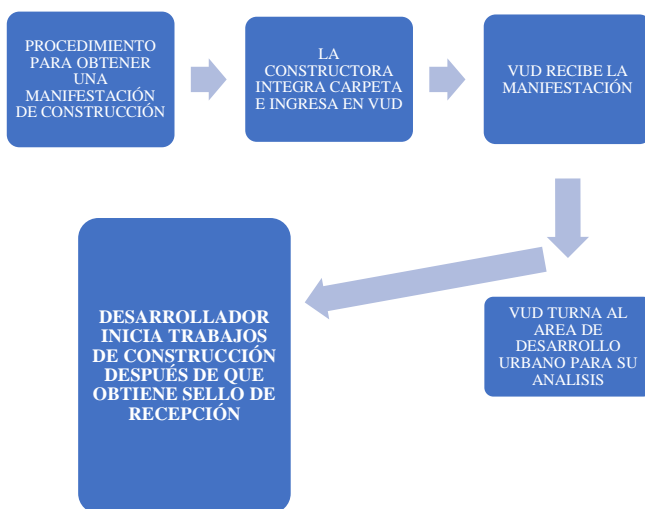 PROCEDIMIENTO
PARA OBTENER
UNA
MANIFESTACIÓN
DE CONSTRUCCIÓN
LA
CONSTRUCTORA
INTEGRA CARPETA
E INGRESA EN VUD
VUD RECIBE LA
MANIFESTACIÓN
VUD TURNA AL
AREA DE
DESARROLLO
URBANO PARA SU
ANALISIS
DESARROLLADOR
INICIA TRABAJOS
DE CONSTRUCCIÓN
DESPUÉS DE QUE
OBTIENE SELLO DE
RECEPCIÓN